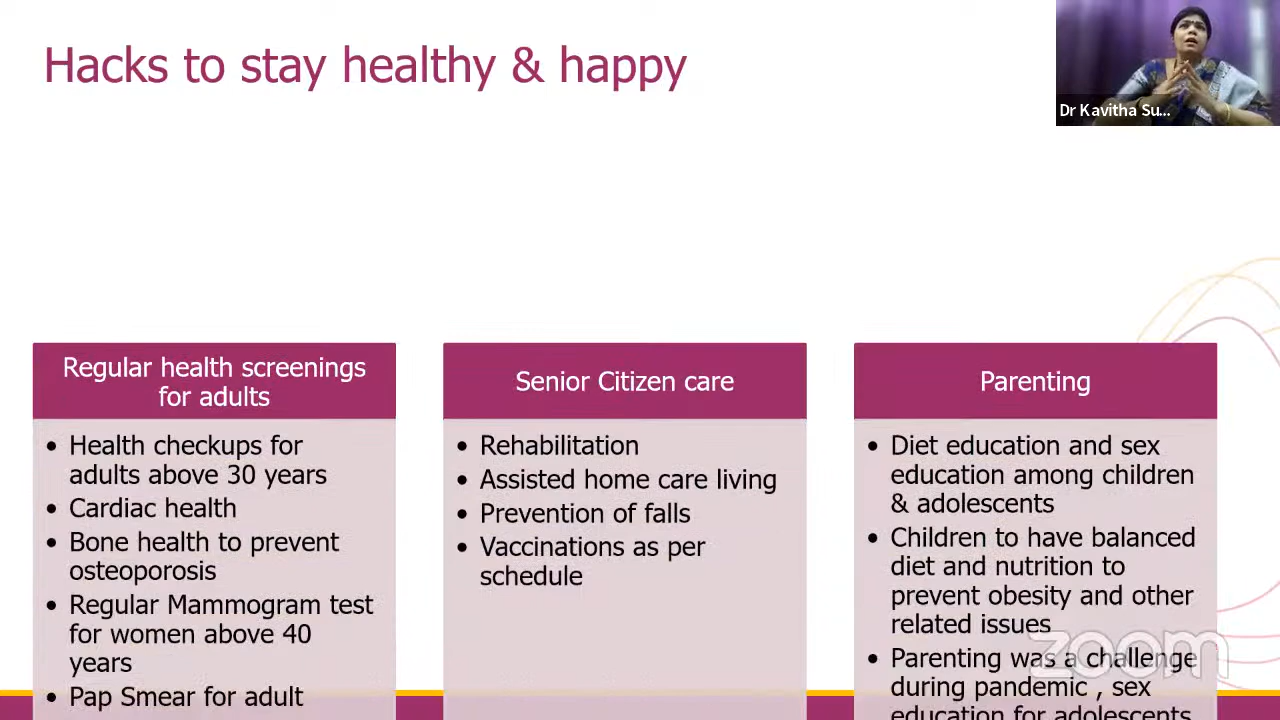 Hacks to stay healthy & happy
Dr Kavitha Su...
Regular health screenings
for adults
• Health checkups for
adults above 30 years
• Cardiac health
• Bone health to prevent
osteoporosis
• Regular Mammogram test
for women above 40
years
• Pap Smear for adult
Senior Citizen care
• Rehabilitation
• Assisted home care living
• Prevention of falls
• Vaccinations as per
schedule
Parenting
• Diet education and sex
education among children
& adolescents
• Children to have balanced
diet and nutrition to
prevent obesity and other
related issues
• Parenting was a challenge
during pandemic , sex
education for adolescents
zoom